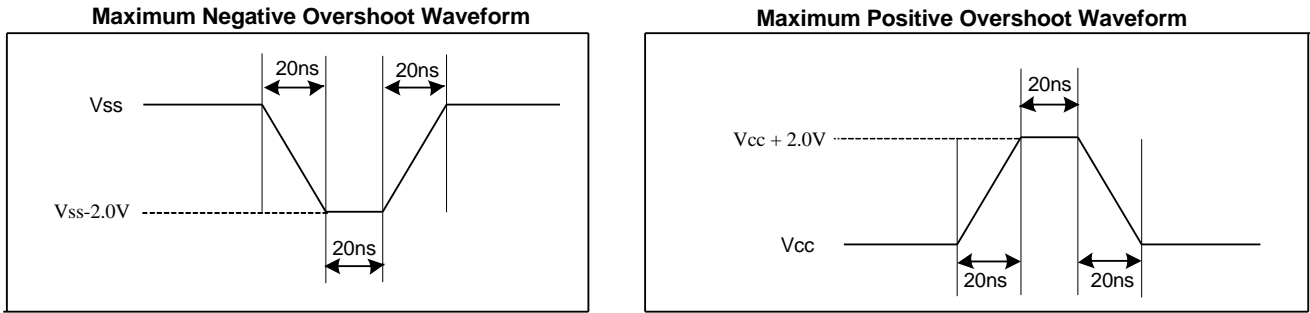 Maximum Negative Overshoot Waveform
20ns
20ns
Vss
Vss-2.0V
20ns
Maximum Positive Overshoot Waveform
20ns
Vcc + 2.0V
Vcc
20ns
20ns